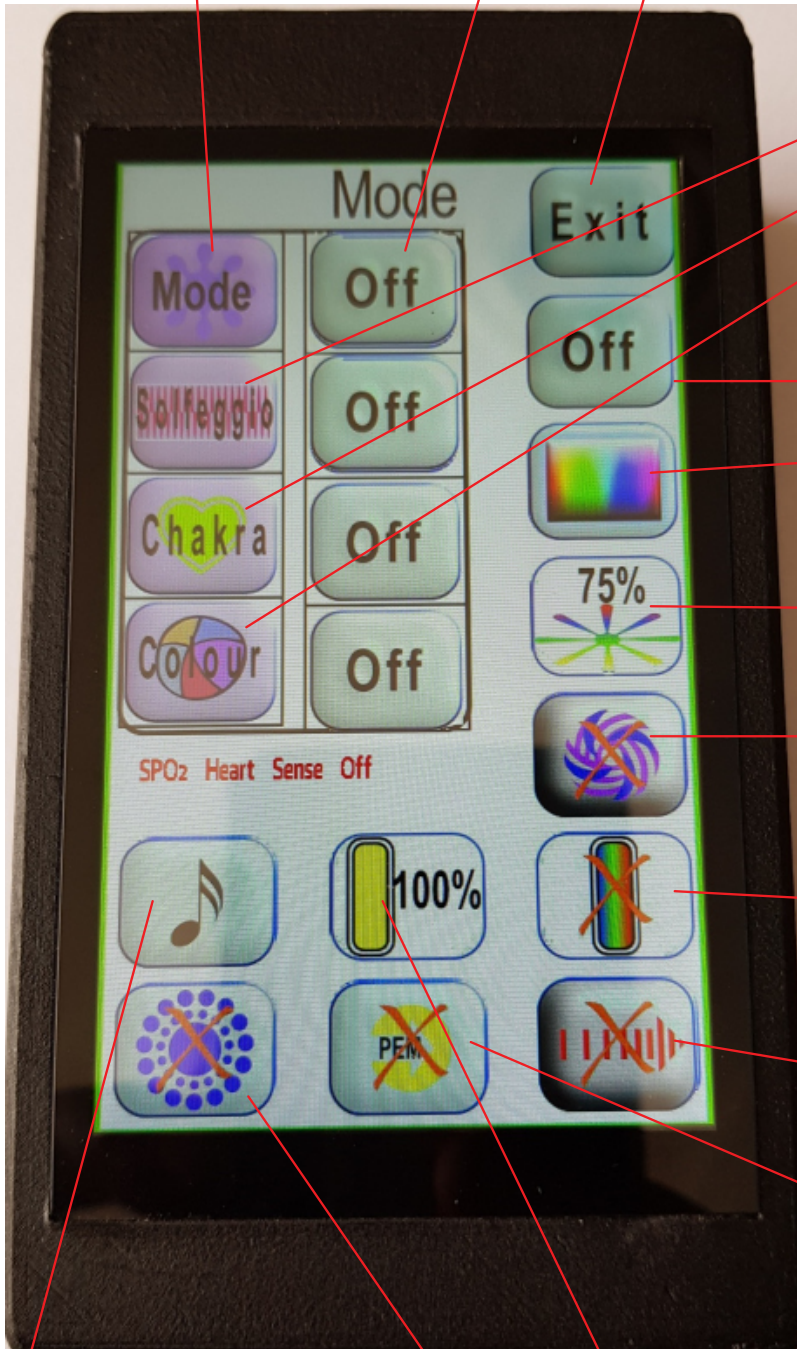 Mode
Exit
Mode Off
Off
Solfeggio Off
Chakra Off
75%
Colour Off
SPO2 Heart Sense Off
100%
PEM